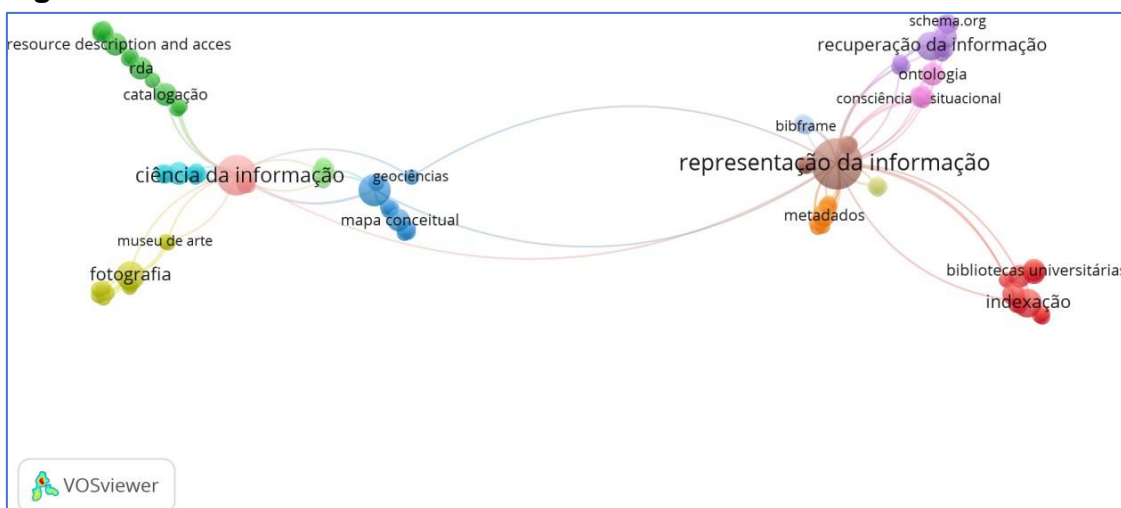 schema.org
resource description and acces
recuperação da informação
rda
ontologia
catalogação
consciência situacional
bibframe
representação da informação
ciência da informação
geociências
mapa conceitual
metadados
museu de arte
fotografia
bibliotecas universitárias
indexação
VOSviewer